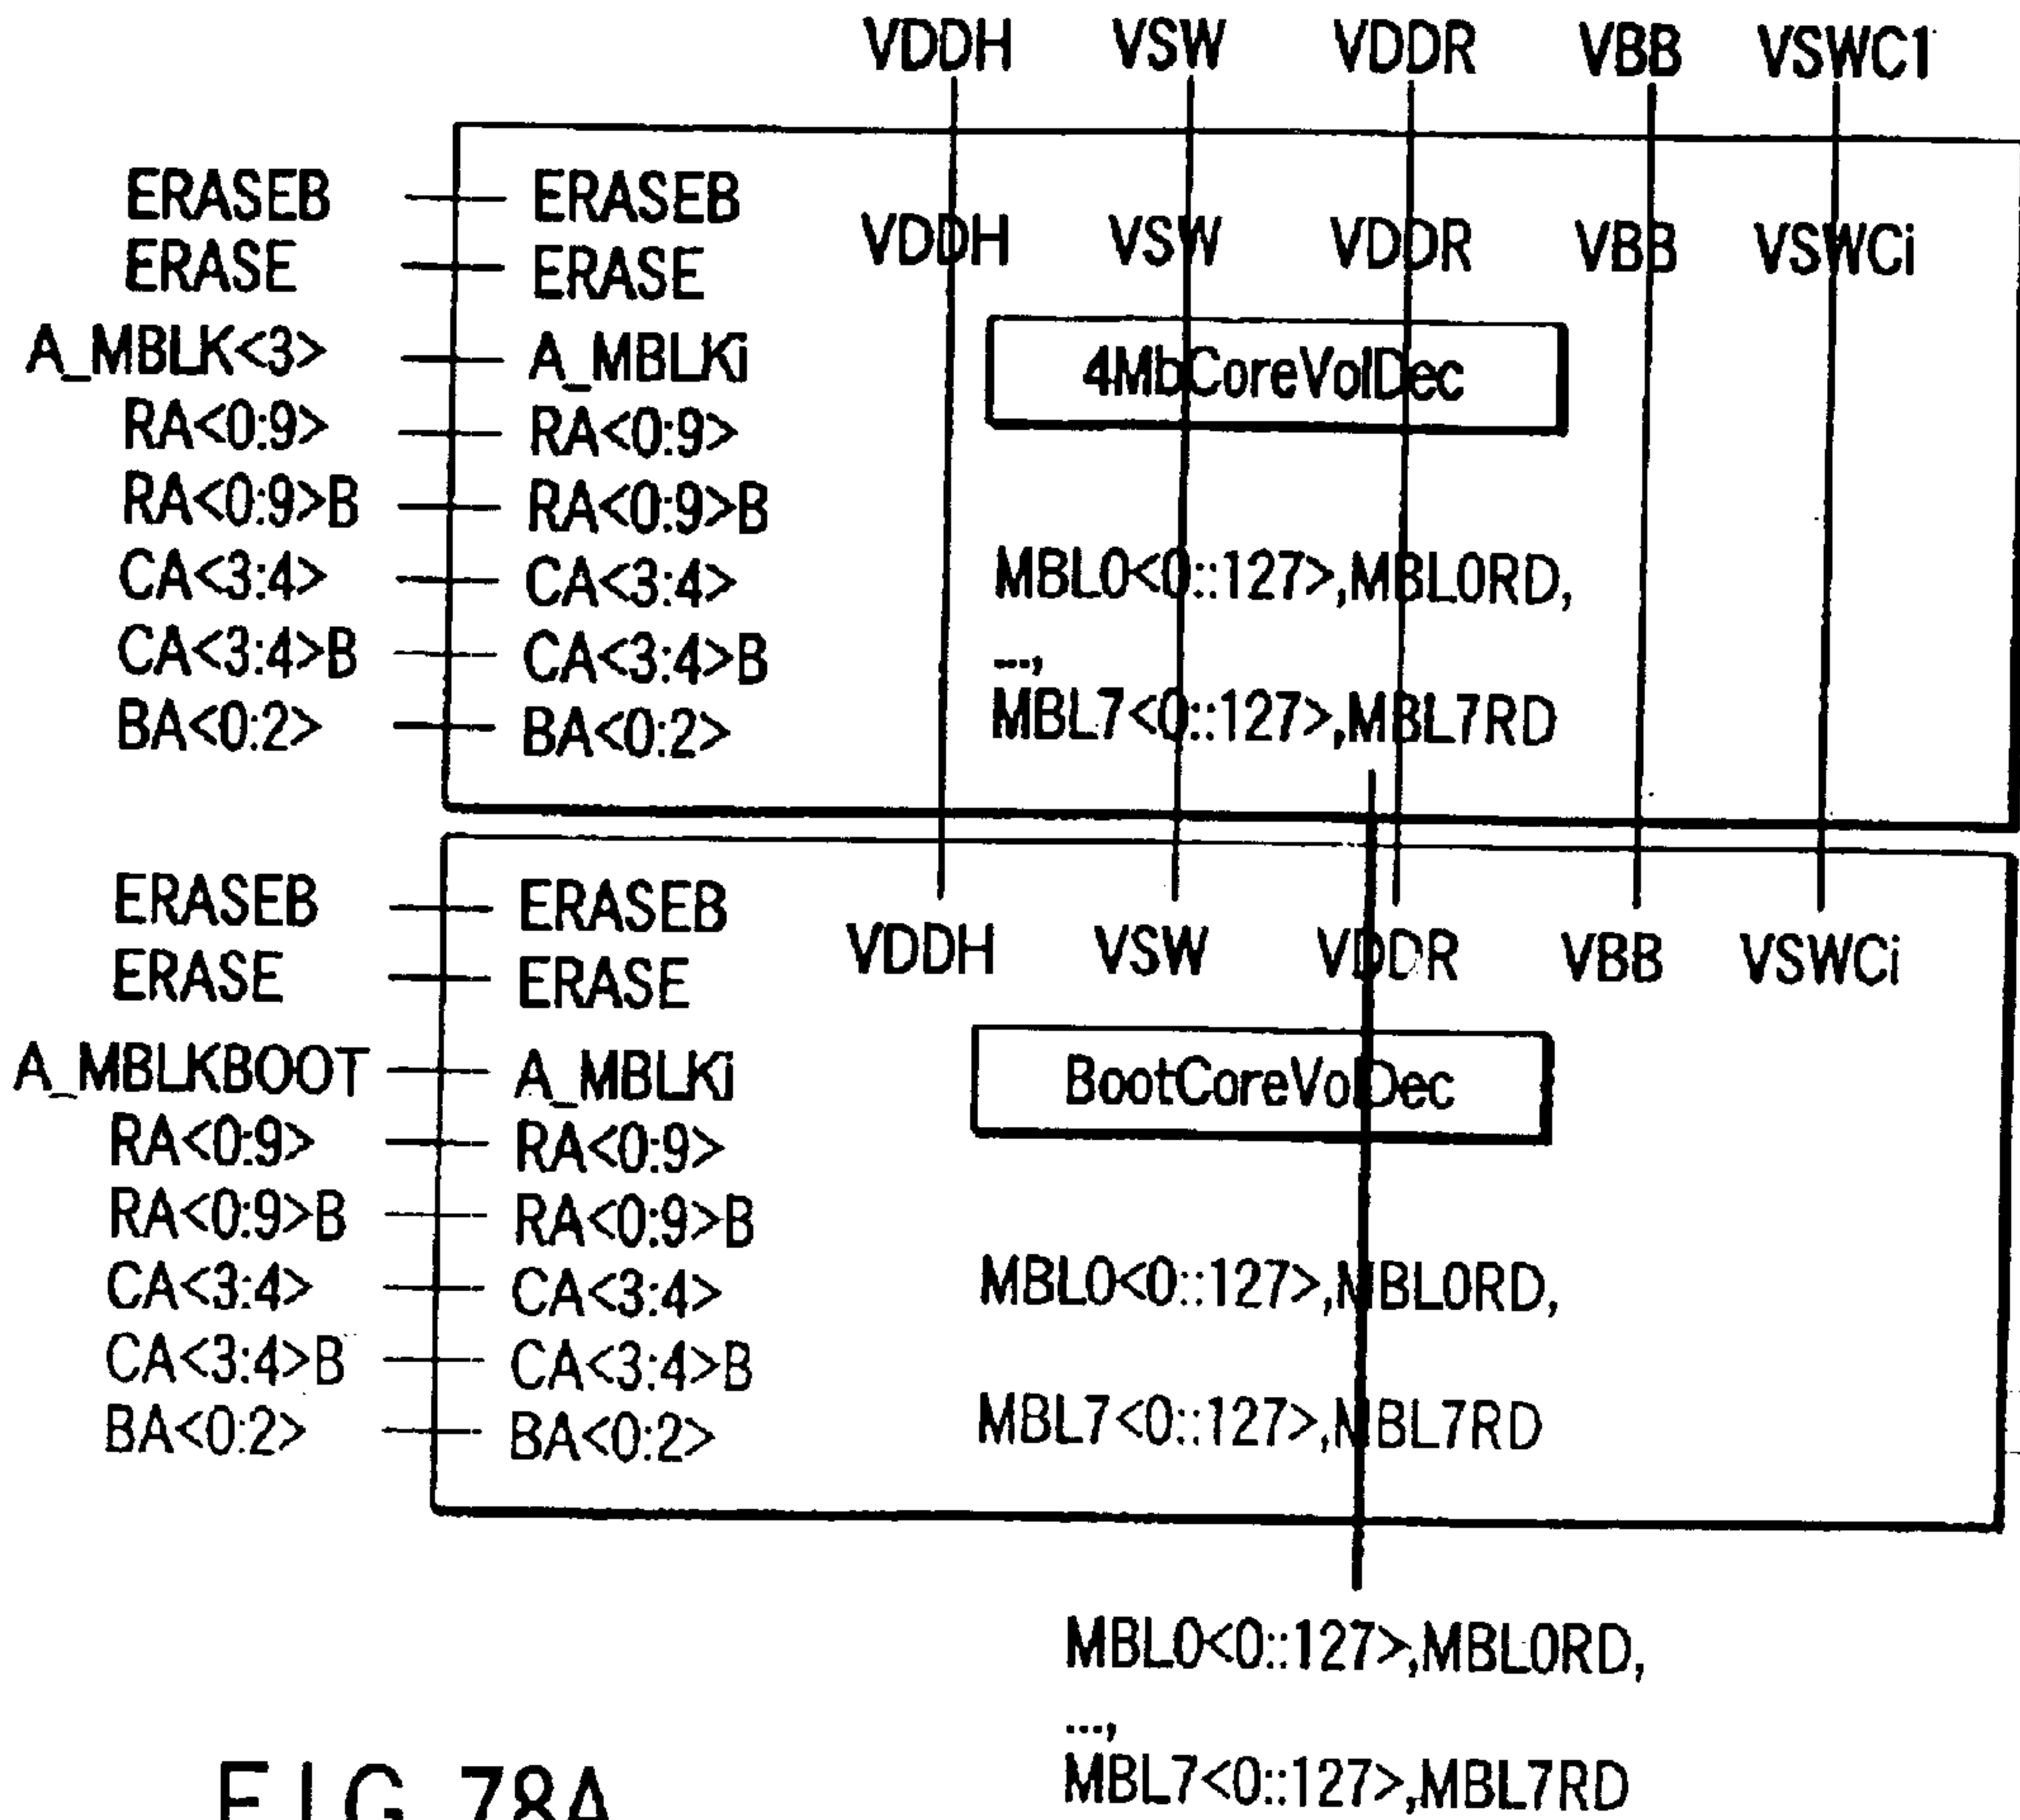 VDDH VSW VDDR VBB VSWC1
ERASEB ERASEB
VDDH VSW VDDR VBB VSWCi
ERASE ERASE
A_MBLK<3> A_MBLKi
4MbCoreVolDec
RA<0:9> RA<0:9>
RA<0:9>B RA<0:9>B
CA<3:4> CA<3:4> MBL0<0::127>,MBL0RD,
CA<3:4>B CA<3:4>B ...,
BA<0:2> BA<0:2> MBL7<0::127>,MBL7RD
ERASEB ERASEB
VDDH VSW VDDR VBB VSWCi
ERASE ERASE
A_MBLKBOOT A_MBLKi BootCoreVolDec
RA<0:9> RA<0:9>
RA<0:9>B RA<0:9>B
CA<3:4> CA<3:4> MBL0<0::127>,MBL0RD,
CA<3:4>B CA<3:4>B
BA<0:2> BA<0:2> MBL7<0::127>,MBL7RD
MBL0<0::127>,MBL0RD,
...,
MBL7<0::127>,MBL7RD
FIG. 78A